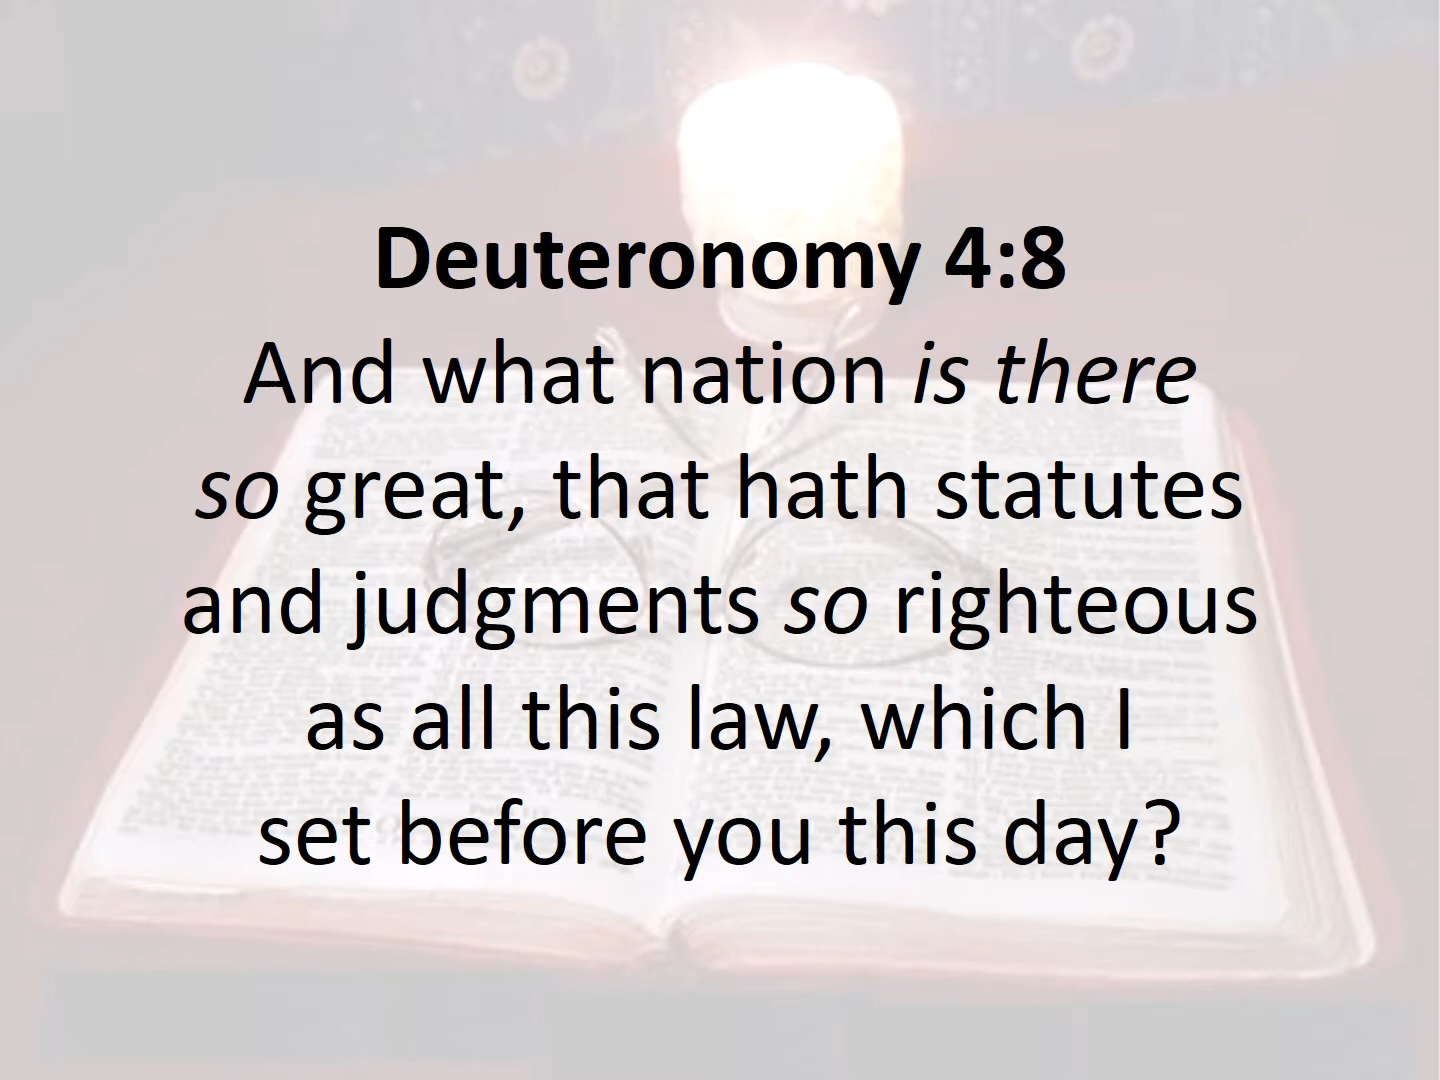 Deuteronomy 4:8
And what nation is there
so great, that hath statutes
and judgments so righteous
as all this law, which I
set before you this day?